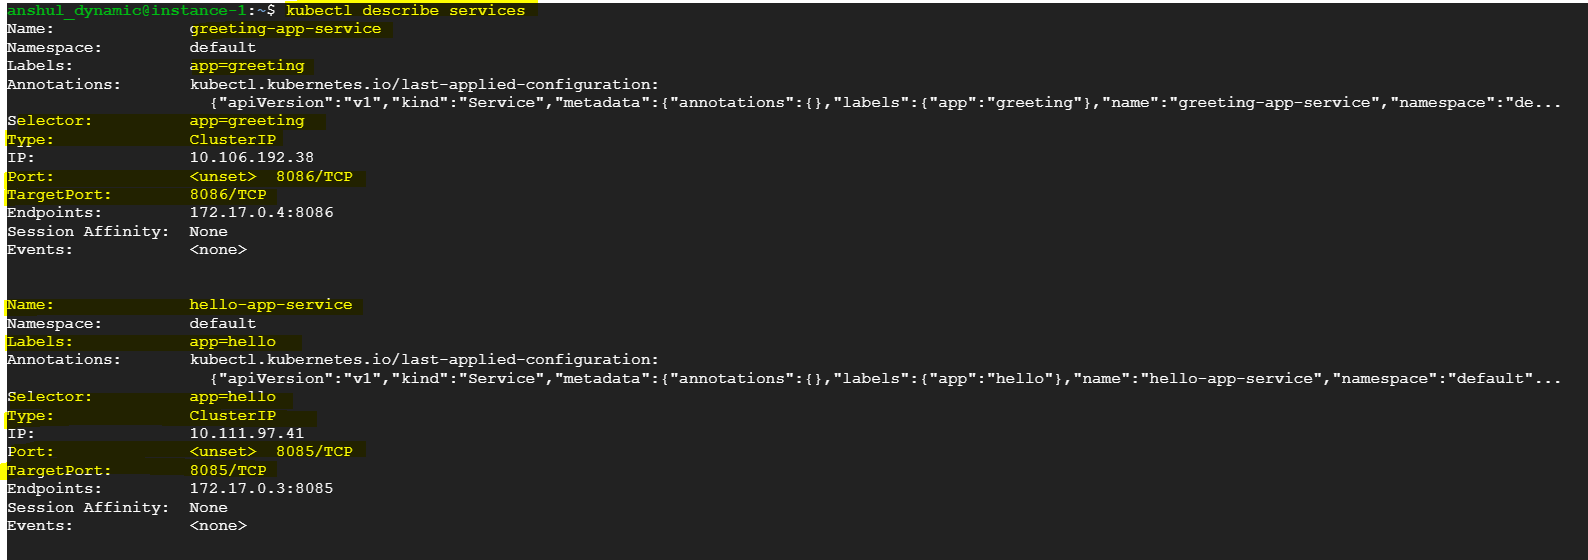 anshul_dynamic@instance-1:~$ kubectl describe services
Name: greeting-app-service
Namespace: default
Labels: app=greeting
Annotations: kubectl.kubernetes.io/last-applied-configuration:
{"apiVersion":"v1","kind":"Service","metadata":{"annotations":{},"labels":{"app":"greeting"},"name":"greeting-app-service","namespace":"de...
Selector: app=greeting
Type: ClusterIP
IP: 10.106.192.38
Port: <unset> 8086/TCP
TargetPort: 8086/TCP
Endpoints: 172.17.0.4:8086
Session Affinity: None
Events: <none>
Name: hello-app-service
Namespace: default
Labels: app=hello
Annotations: kubectl.kubernetes.io/last-applied-configuration:
{"apiVersion":"v1","kind":"Service","metadata":{"annotations":{},"labels":{"app":"hello"},"name":"hello-app-service","namespace":"default"...
Selector: app=hello
Type: ClusterIP
IP: 10.111.97.41
Port: <unset> 8085/TCP
TargetPort: 8085/TCP
Endpoints: 172.17.0.3:8085
Session Affinity: None
Events: <none>